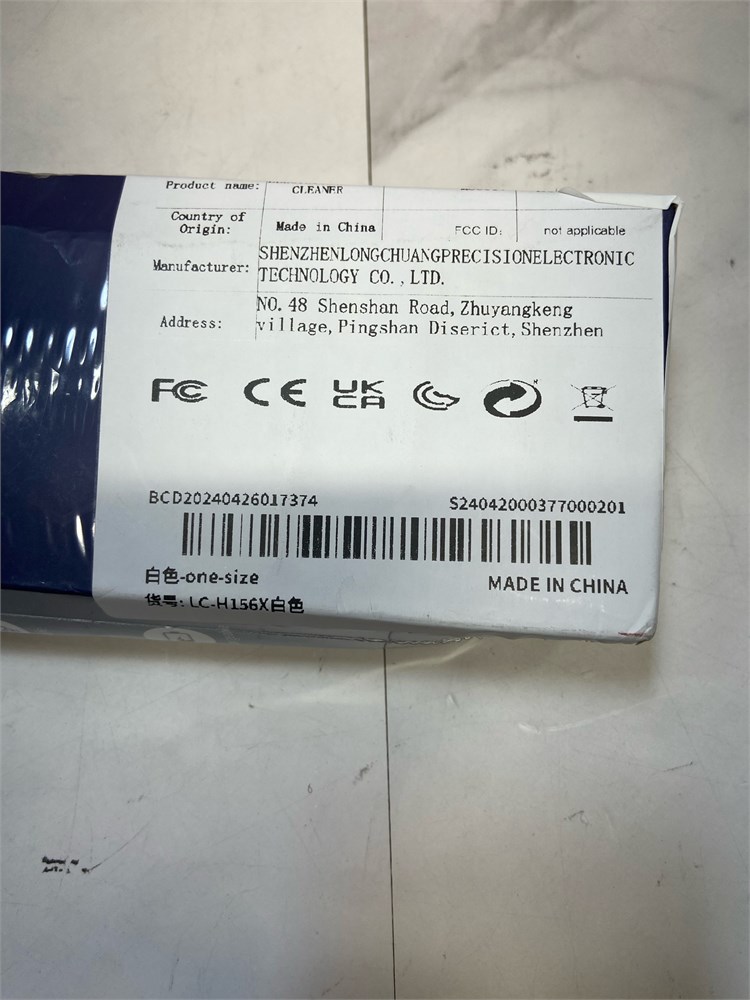 Product name: CLEANER
Country of Origin: Made in China FCC ID: not applicable
Manufacturer: SHENZHENLONGCHUANGPRECISIONELECTRONIC
TECHNOLOGY CO., LTD.
Address: NO. 48 Shenshan Road, Zhuyangkeng
village, Pingshan Diserict, Shenzhen
FC CE UK CA
BCD20240426017374 S24042000377000201
白色-one-size MADE IN CHINA
货号: LC-H156X白色